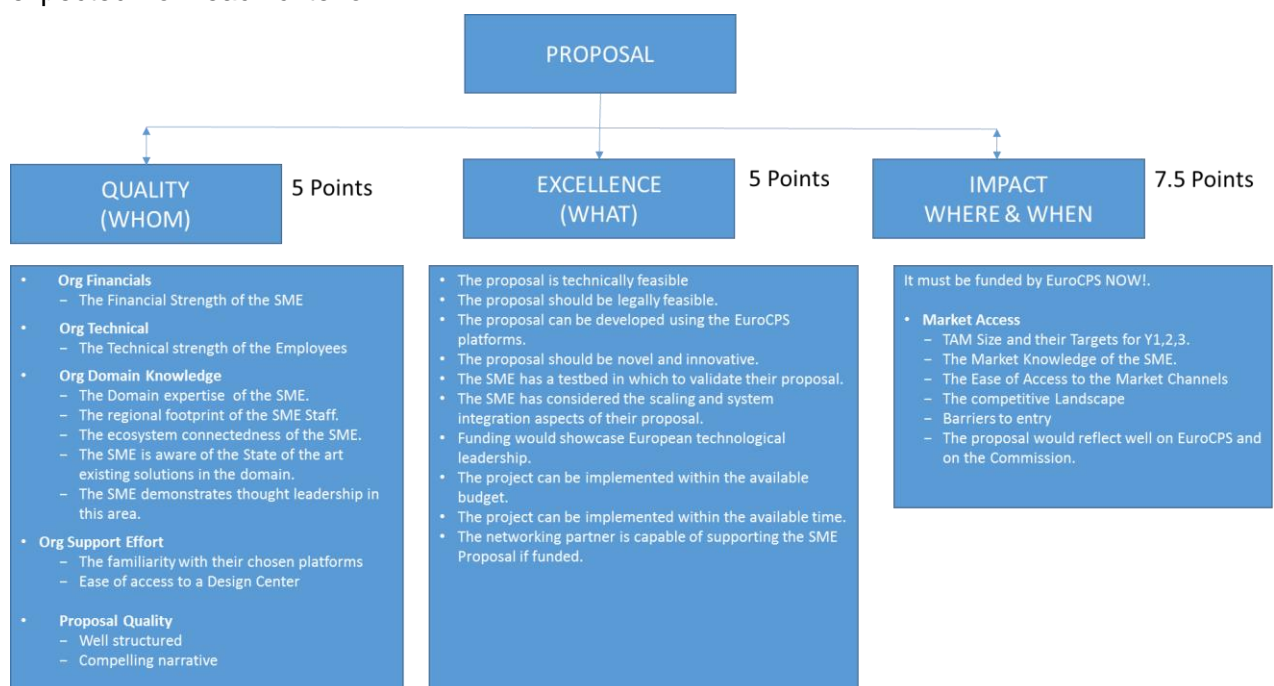 PROPOSAL
QUALITY
(WHOM)
5 Points
EXCELLENCE
(WHAT)
5 Points
IMPACT
WHERE & WHEN
7.5 Points
• Org Financials
– The Financial Strength of the SME
• Org Technical
– The Technical strength of the Employees
• Org Domain Knowledge
– The Domain expertise of the SME.
– The regional footprint of the SME Staff.
– The ecosystem connectedness of the SME.
– The SME is aware of the State of the art
existing solutions in the domain.
– The SME demonstrates thought leadership in
this area.
• Org Support Effort
– The familiarity with their chosen platforms
– Ease of access to a Design Center
• Proposal Quality
– Well structured
– Compelling narrative
• The proposal is technically feasible
• The proposal should be legally feasible.
• The proposal can be developed using the EuroCPS
platforms.
• The proposal should be novel and innovative.
• The SME has a testbed in which to validate their proposal.
• The SME has considered the scaling and system
integration aspects of their proposal.
• Funding would showcase European technological
leadership.
• The project can be implemented within the available
budget.
• The project can be implemented within the available time.
• The networking partner is capable of supporting the SME
Proposal if funded.
It must be funded by EuroCPS NOW!.
• Market Access
– TAM Size and their Targets for Y1,2,3.
– The Market Knowledge of the SME.
– The Ease of Access to the Market Channels
– The competitive Landscape
– Barriers to entry
– The proposal would reflect well on EuroCPS and
on the Commission.